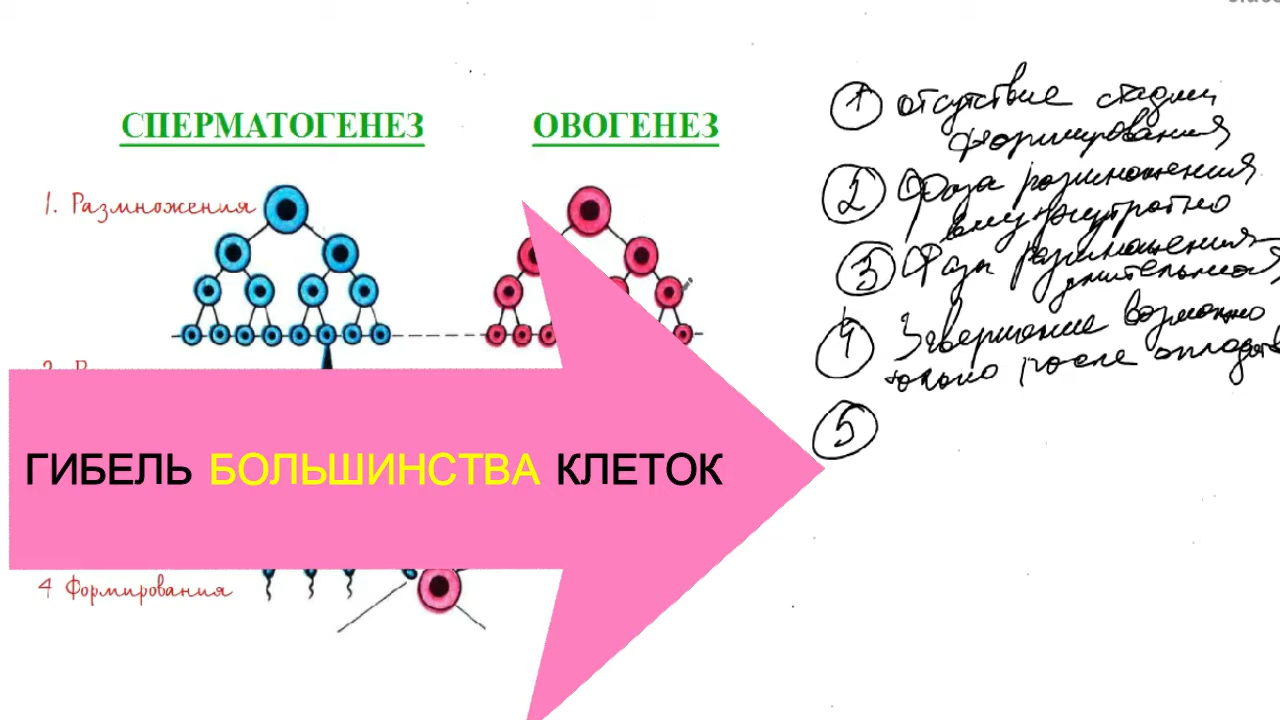 СПЕРМАТОГЕНЕЗ ОВОГЕНЕЗ
1. Размножения
ГИБЕЛЬ БОЛЬШИНСТВА КЛЕТОК
4 Формирования
① отсутствие стадии
формирования
② Фаза размножения
внутриутробно
③ Фаза размножения
длительная
④ Завершение возможно
только после оплодотв
⑤